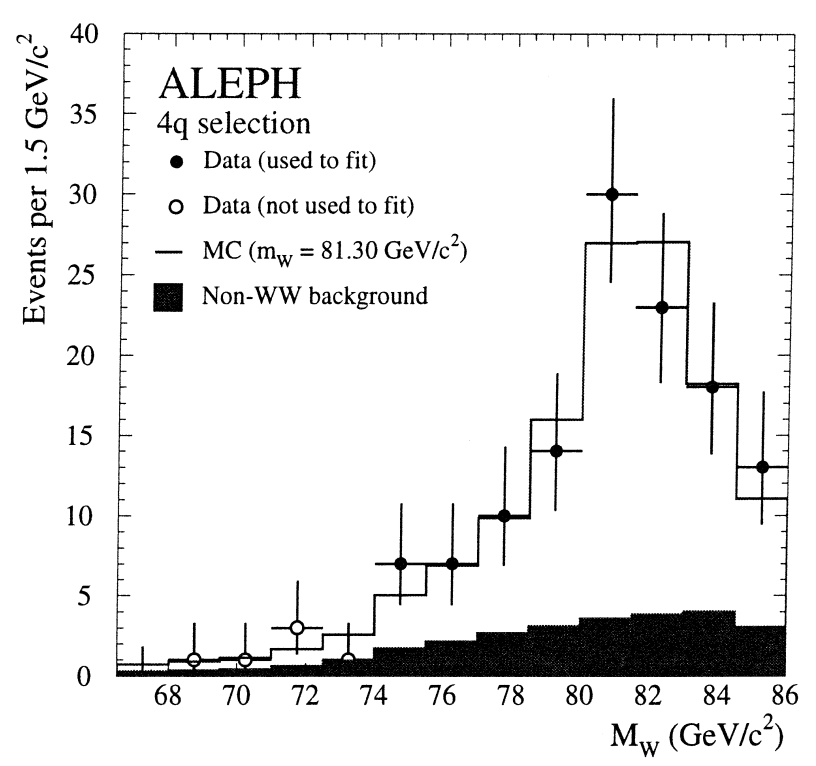 40
35
30
25
20
15
10
5
0
Events per 1.5 GeV/c²
ALEPH
4q selection
Data (used to fit)
Data (not used to fit)
MC (m_W = 81.30 GeV/c²)
Non-WW background
68 70 72 74 76 78 80 82 84 86
M_W (GeV/c²)